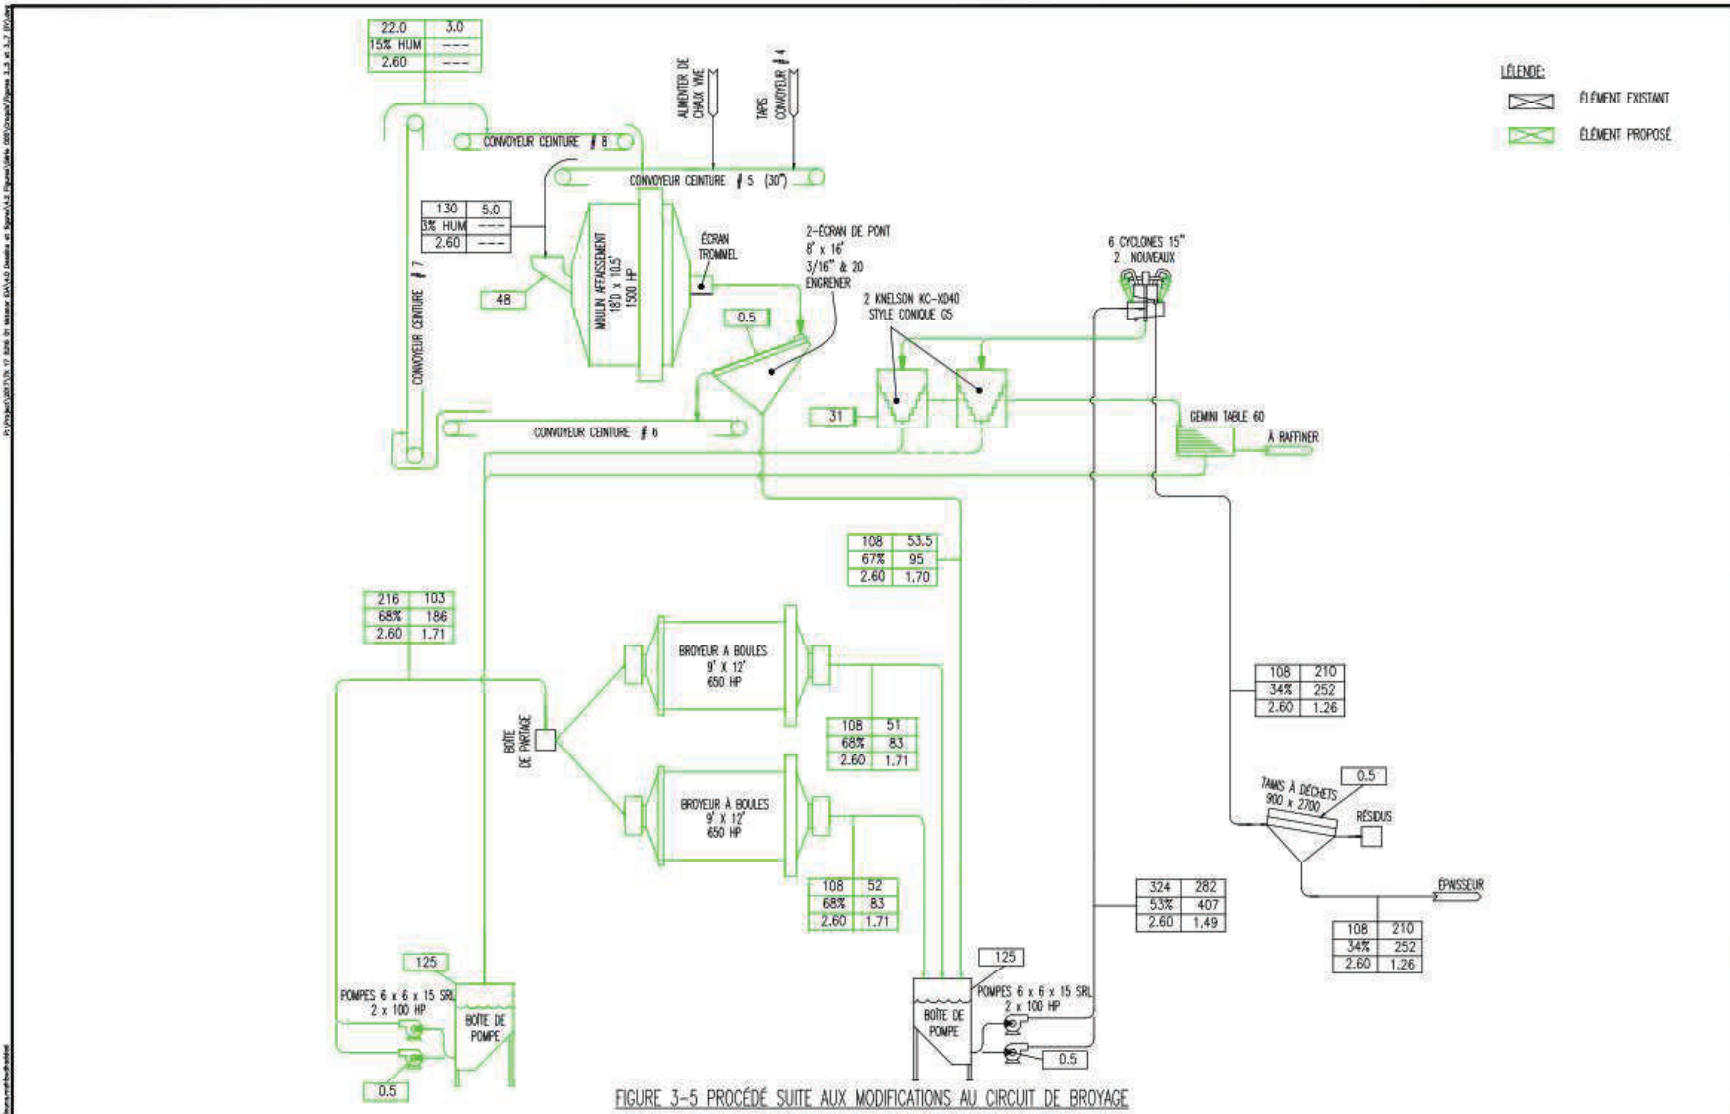 22.0 3.0
15% HUM ---
2.60 ---
ALIMENTER DE
CHAUX VIVE
TAPIS
CONVOYEUR # 4
LÉLENDE:
ÉLÉMENT EXISTANT
ÉLÉMENT PROPOSÉ
CONVOYEUR CEINTURE # 8
CONVOYEUR CEINTURE # 5 (30")
130 5.0
3% HUM ---
2.60 ---
CONVOYEUR CEINTURE # 7
48
MOULIN AFFAISSEMENT
18'D x 10.5'
1500 HP
ÉCRAN
TROMMEL
2-ÉCRAN DE PONT
8' x 16'
3/16" & 20
ENGRENER
0.5
2 KNELSON KC-XD40
STYLE CONIQUE G5
6 CYCLONES 15"
2 NOUVEAUX
31
CONVOYEUR CEINTURE # 6
GEMINI TABLE 60
À RAFFINER
108 53.5
67% 95
2.60 1.70
216 103
68% 186
2.60 1.71
BROYEUR A BOULES
9' X 12'
650 HP
BOÎTE
DE PARTAGE
108 51
68% 83
2.60 1.71
108 210
34% 252
2.60 1.26
BROYEUR À BOULES
9' X 12'
650 HP
TAMIS À DÉCHETS
900 x 2700
0.5
RÉSIDUS
108 52
68% 83
2.60 1.71
324 282
53% 407
2.60 1.49
ÉPAISSEUR
108 210
34% 252
2.60 1.26
125
POMPES 6 x 6 x 15 SRL
2 x 100 HP
BOÎTE DE
POMPE
0.5
125
POMPES 6 x 6 x 15 SRL
2 x 100 HP
BOÎTE DE
POMPE
0.5
FIGURE 3-5 PROCÉDÉ SUITE AUX MODIFICATIONS AU CIRCUIT DE BROYAGE